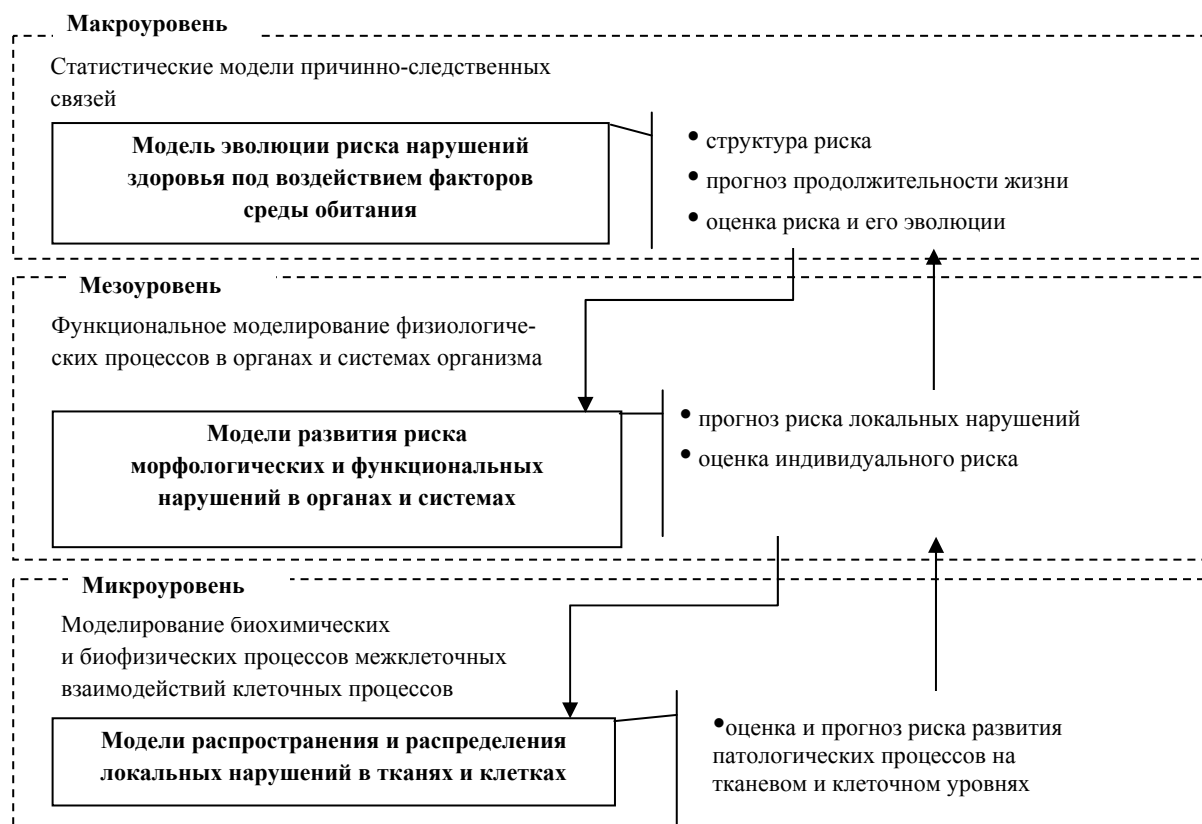 Макроуровень
Статистические модели причинно-следственных
связей
Модель эволюции риска нарушений
здоровья под воздействием факторов
среды обитания
• структура риска
• прогноз продолжительности жизни
• оценка риска и его эволюции
Мезоуровень
Функциональное моделирование физиологиче-
ских процессов в органах и системах организма
Модели развития риска
морфологических и функциональных
нарушений в органах и системах
• прогноз риска локальных нарушений
• оценка индивидуального риска
Микроуровень
Моделирование биохимических
и биофизических процессов межклеточных
взаимодействий клеточных процессов
Модели распространения и распределения
локальных нарушений в тканях и клетках
•оценка и прогноз риска развития
патологических процессов на
тканевом и клеточном уровнях